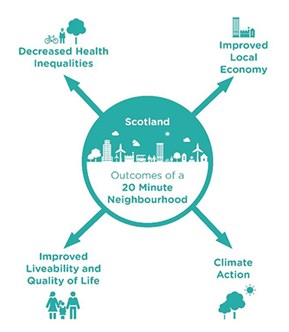 Decreased Health
Inequalities
Improved
Local
Economy
Scotland
Outcomes of a
20 Minute
Neighbourhood
Improved
Liveability and
Quality of Life
Climate
Action